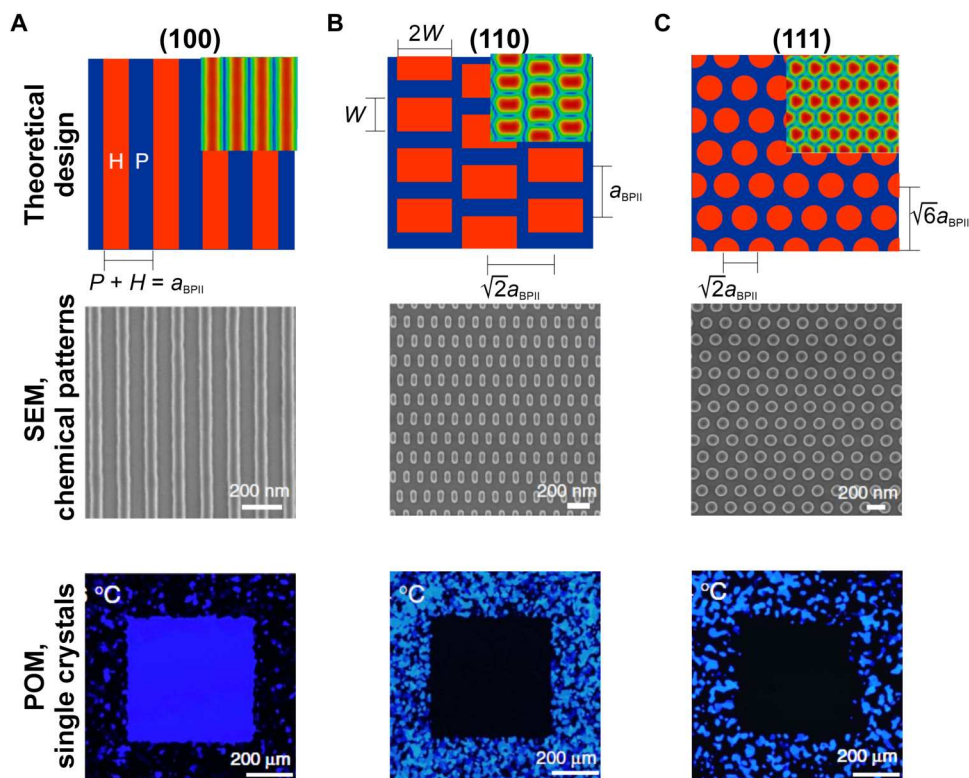 A
B
C
(100)
(110)
(111)
Theoretical
design
2W
W
H
P
a_BPII
√6a_BPII
P + H = a_BPII
√2a_BPII
√2a_BPII
SEM,
chemical patterns
200 nm
200 nm
200 nm
POM,
single crystals
°C
°C
°C
200 µm
200 µm
200 µm